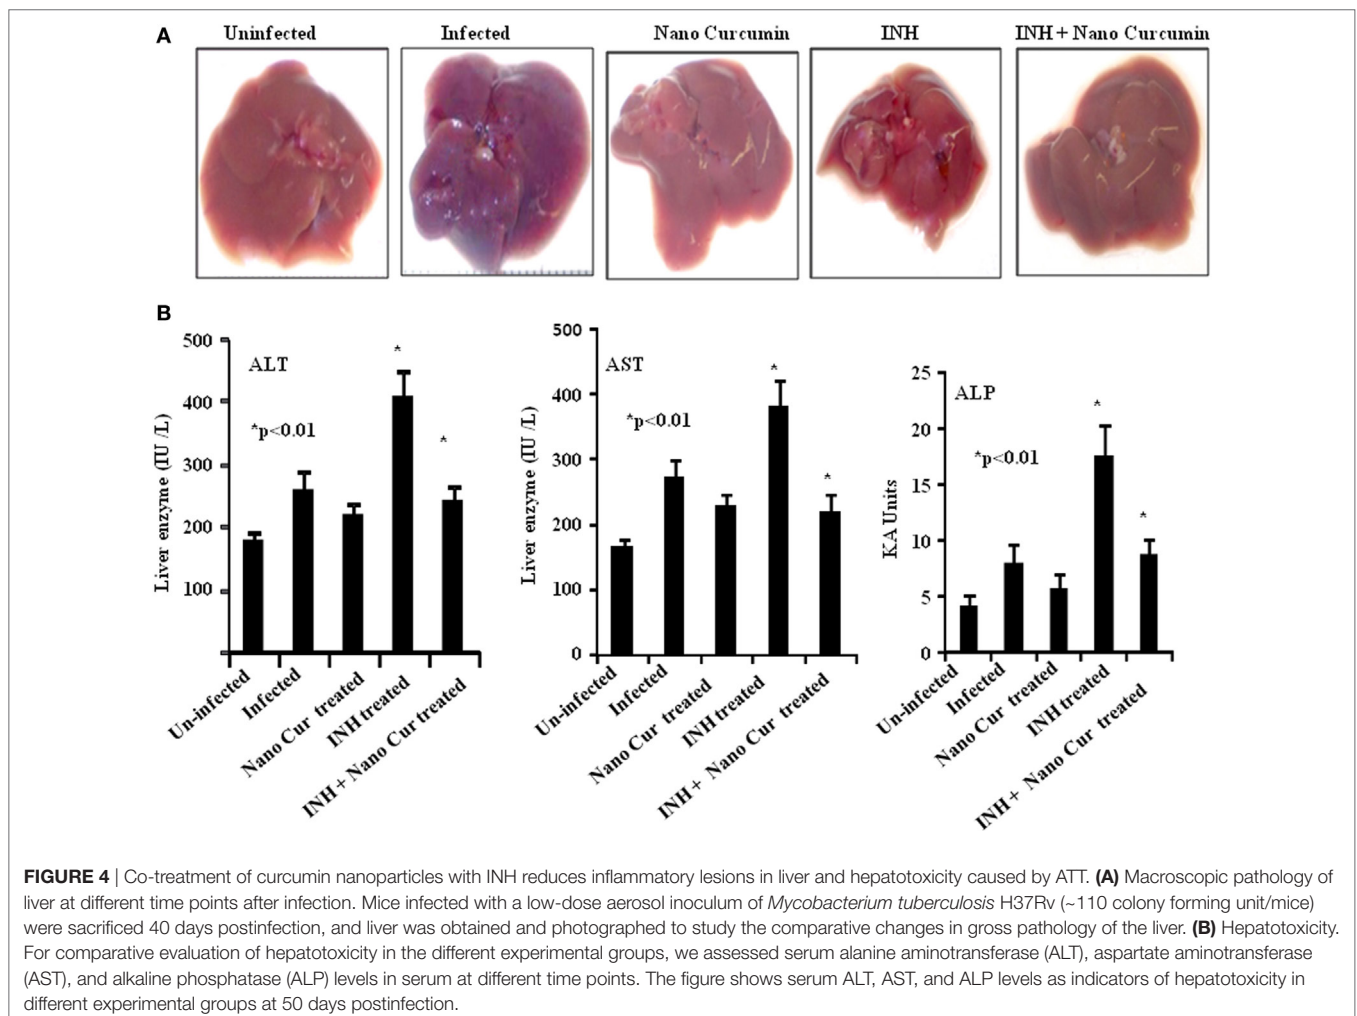 A
Uninfected
Infected
Nano Curcumin
INH
INH + Nano Curcumin
B
500
400
300
200
100
Liver enzyme (IU /L)
ALT
*p<0.01
*
*
Un-infected
Infected
Nano Cur treated
INH treated
INH + Nano Cur treated
500
400
300
200
100
0
Liver enzyme (IU /L)
AST
*p<0.01
*
*
Un-infected
Infected
Nano Cur treated
INH treated
INH + Nano Cur treated
25
20
15
10
5
0
KA Units
ALP
*p<0.01
*
*
Un-infected
Infected
Nano Cur treated
INH treated
INH + Nano Cur treated
FIGURE 4 | Co-treatment of curcumin nanoparticles with INH reduces inflammatory lesions in liver and hepatotoxicity caused by ATT. (A) Macroscopic pathology of
liver at different time points after infection. Mice infected with a low-dose aerosol inoculum of Mycobacterium tuberculosis H37Rv (~110 colony forming unit/mice)
were sacrificed 40 days postinfection, and liver was obtained and photographed to study the comparative changes in gross pathology of the liver. (B) Hepatotoxicity.
For comparative evaluation of hepatotoxicity in the different experimental groups, we assessed serum alanine aminotransferase (ALT), aspartate aminotransferase
(AST), and alkaline phosphatase (ALP) levels in serum at different time points. The figure shows serum ALT, AST, and ALP levels as indicators of hepatotoxicity in
different experimental groups at 50 days postinfection.